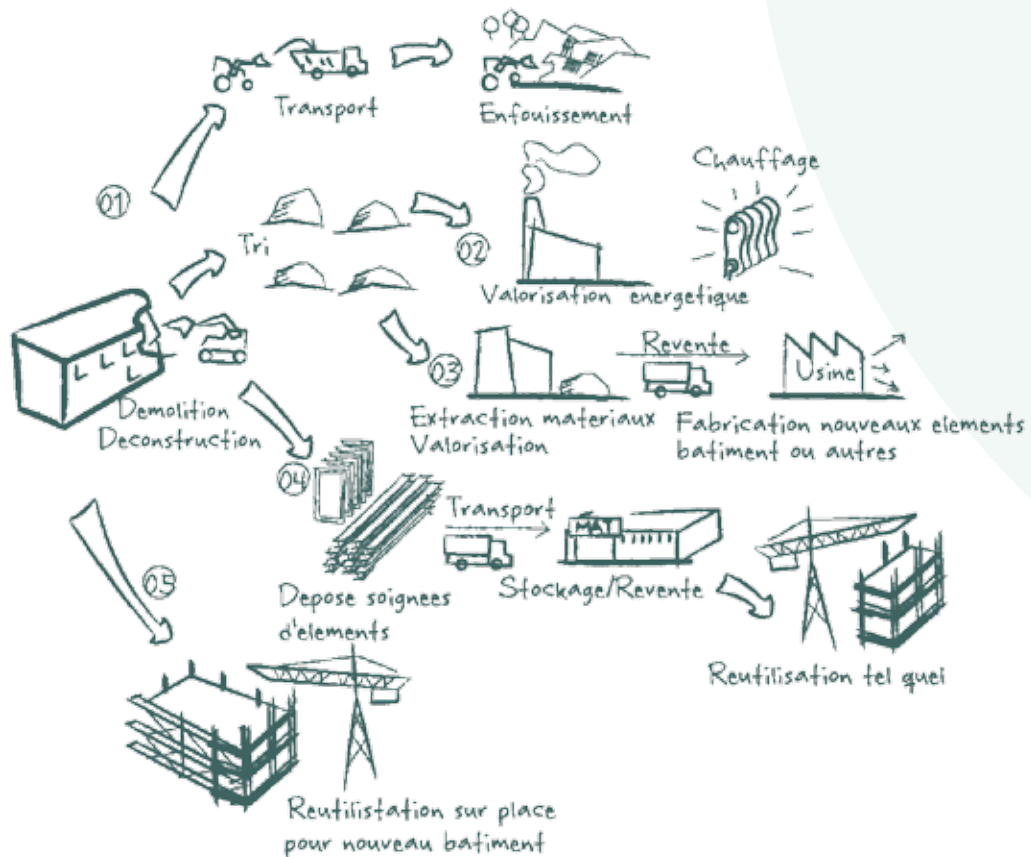 Transport
Enfouissement
01
Chauffage
Tri
02
Valorisation energetique
03
Revente
Usine
Demolition
Deconstruction
Extraction materiaux
Valorisation
Fabrication nouveaux elements
batiment ou autres
04
Transport
MAT
05
Depose soignees
d'elements
Stockage/Revente
Reutilisation tel quel
Reutilistation sur place
pour nouveau batiment